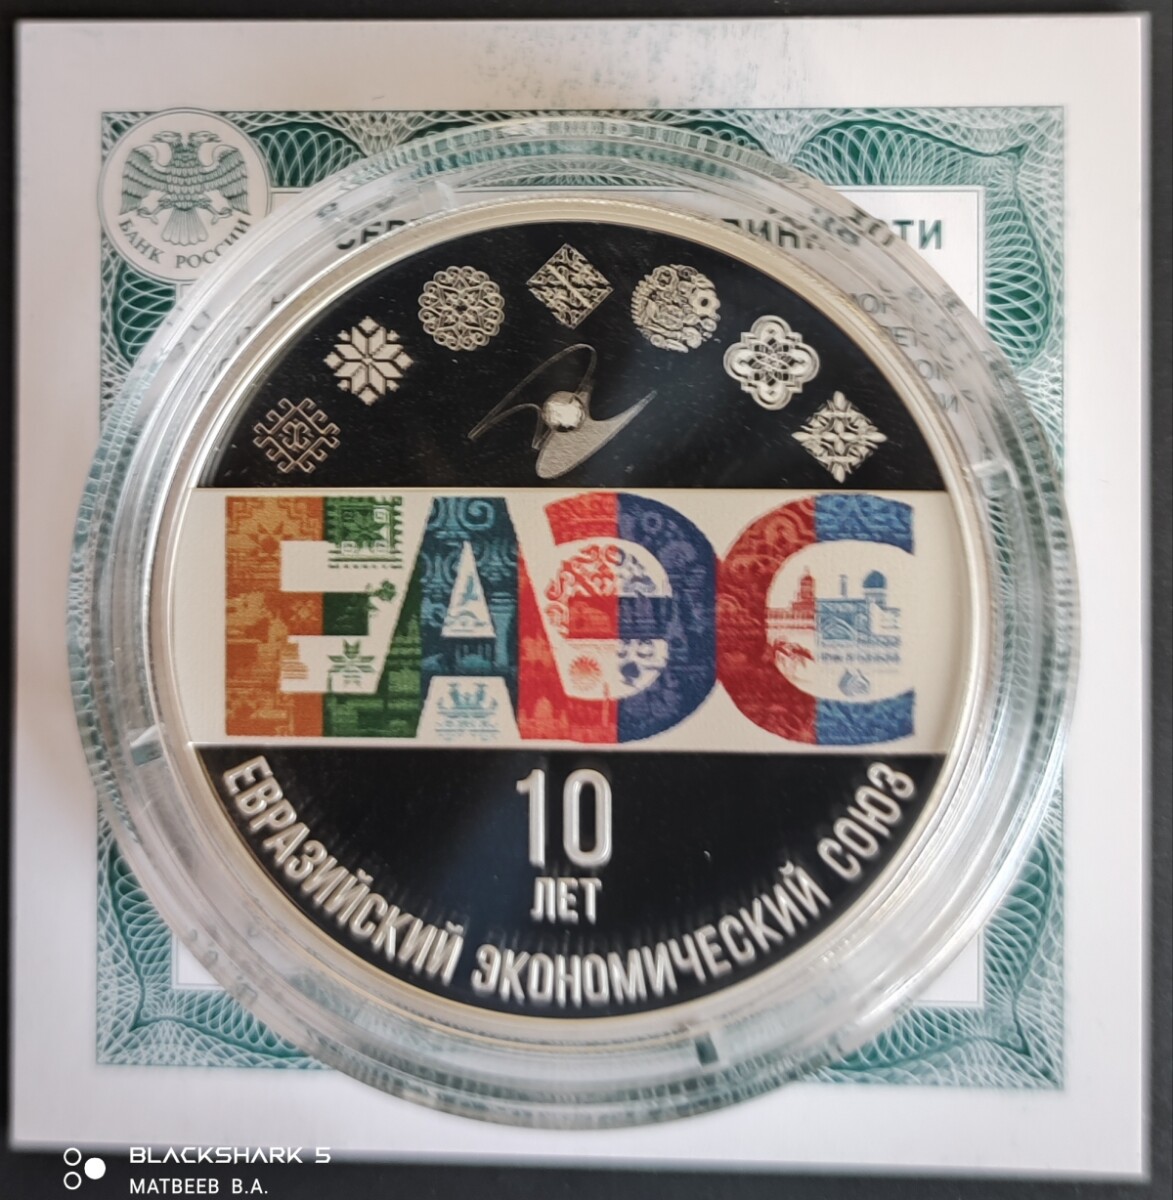 БАНК РОССИИ
ЕАЭС
10
ЛЕТ
ЕВРАЗИЙСКИЙ ЭКОНОМИЧЕСКИЙ СОЮЗ
BLACKSHARK 5
МАТВЕЕВ В.А.